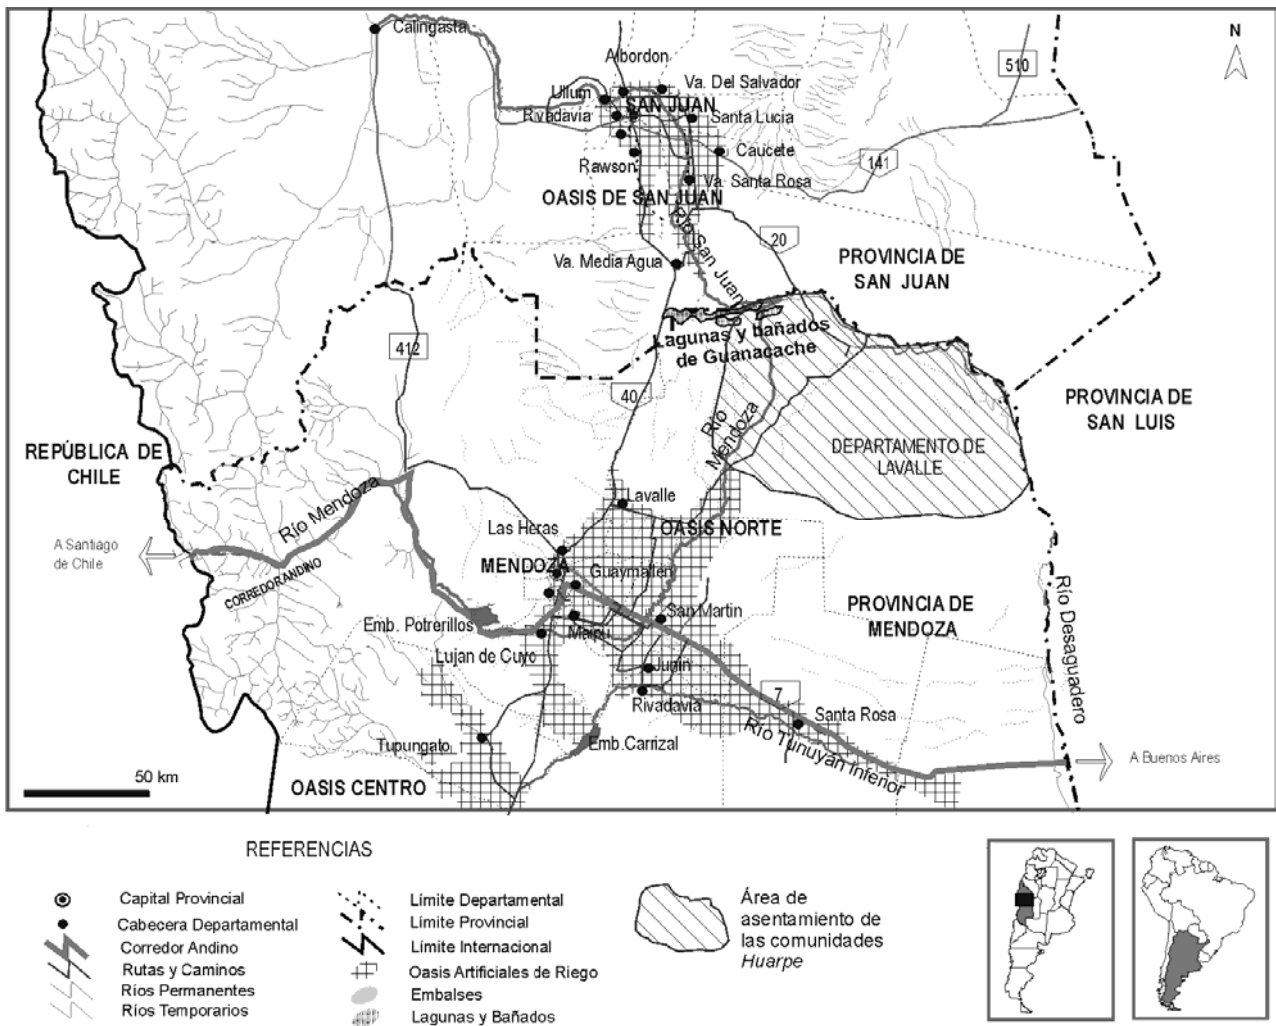 Calingasta
N
Albordon
510
Va. Del Salvador
Ullum
SAN JUAN
Rivadavia
Santa Lucia
Caucete
141
Rawson
Va. Santa Rosa
OASIS DE SAN JUAN
Río San Juan
20
Va. Media Agua
PROVINCIA DE
SAN JUAN
Lagunas y bañados
de Guanacache
412
40
PROVINCIA DE
SAN LUIS
Río
Mendoza
DEPARTAMENTO DE
LAVALLE
REPÚBLICA DE
CHILE
Río Mendoza
Lavalle
Las Heras
OASIS NORTE
A Santiago
de Chile
CORREDOR ANDINO
MENDOZA
Guaymallen
San Martin
PROVINCIA DE
MENDOZA
Río Desaguadero
Emb. Potrerillos
Maipu
Lujan de Cuyo
Junin
7
Rivadavia
Santa Rosa
Tupungato
Emb.Carrizal
Río Tunuyán Inferior
A Buenos Aires
50 km
OASIS CENTRO
REFERENCIAS
Capital Provincial
Cabecera Departamental
Corredor Andino
Rutas y Caminos
Ríos Permanentes
Ríos Temporarios
Límite Departamental
Límite Provincial
Límite Internacional
Oasis Artificiales de Riego
Embalses
Lagunas y Bañados
Área de
asentamiento de
las comunidades
Huarpe